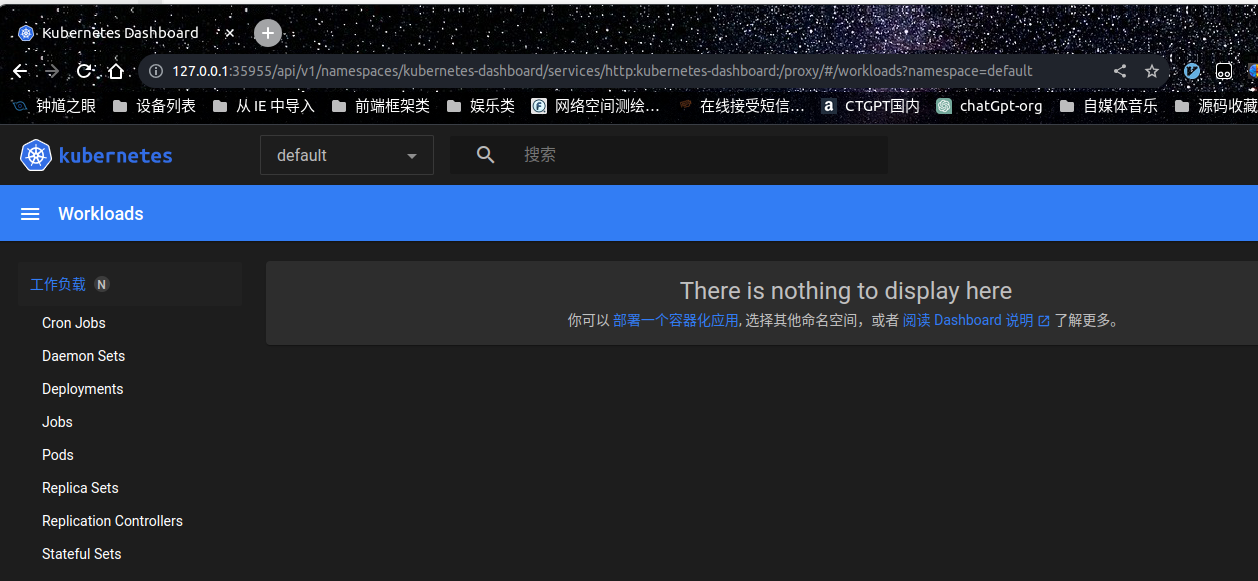 Kubernetes Dashboard
127.0.0.1:35955/api/v1/namespaces/kubernetes-dashboard/services/http:kubernetes-dashboard:/proxy/#/workloads?namespace=default
钟馗之眼 设备列表 从 IE 中导入 前端框架类 娱乐类 网络空间测绘... 在线接受短信... CTGPT国内 chatGpt-org 自媒体音乐 源码收藏
kubernetes default 搜索
Workloads
工作负载 N
There is nothing to display here
你可以 部署一个容器化应用, 选择其他命名空间，或者 阅读 Dashboard 说明 了解更多。
Cron Jobs
Daemon Sets
Deployments
Jobs
Pods
Replica Sets
Replication Controllers
Stateful Sets